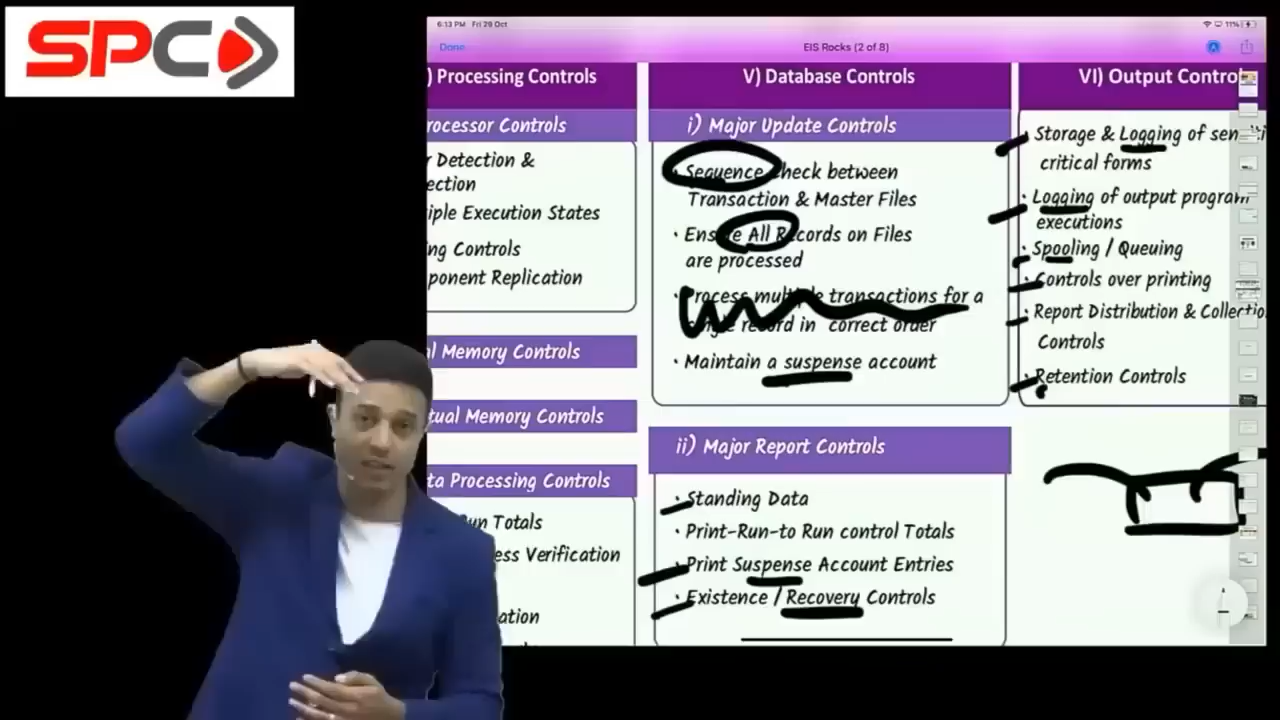 SPC
6:13 PM Fri 29 Oct
11%
Done
EIS Rocks (2 of 8)
) Processing Controls
rocessor Controls
r Detection &
ection
iple Execution States
ng Controls
ponent Replication
al Memory Controls
tual Memory Controls
ta Processing Controls
un Totals
ess Verification
ation
V) Database Controls
i) Major Update Controls
Sequence check between
Transaction & Master Files
· Ensure All Records on Files
are processed
· Process multiple transactions for a
single record in correct order
· Maintain a suspense account
ii) Major Report Controls
· Standing Data
· Print-Run-to Run control Totals
· Print Suspense Account Entries
· Existence / Recovery Controls
VI) Output Contro
· Storage & Logging of sensiti
critical forms
· Logging of output program
executions
· Spooling / Queuing
· Controls over printing
· Report Distribution & Collectio
Controls
· Retention Controls